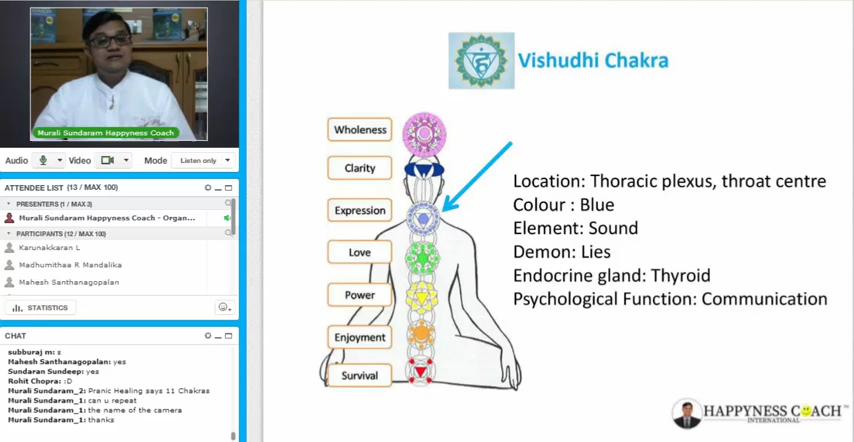 Murali Sundaram Happyness Coach
Audio Video Mode Listen only
ATTENDEE LIST (13 / MAX 100)
PRESENTERS (1 / MAX 3)
Murali Sundaram Happyness Coach - Organ...
PARTICIPANTS (12 / MAX 100)
Karunakkaran L
Madhumithaa R Mandalika
Mahesh Santhanagopalan
STATISTICS
CHAT
subburaj m: s
Mahesh Santhanagopalan: yes
Sundaran Sundeep: yes
Rohit Chopra: :D
Murali Sundaram_2: Pranic Healing says 11 Chakras
Murali Sundaram_1: can u repeat
Murali Sundaram_1: the name of the camera
Murali Sundaram_1: thanks
Vishudhi Chakra
Wholeness
Clarity
Expression
Love
Power
Enjoyment
Survival
Location: Thoracic plexus, throat centre
Colour : Blue
Element: Sound
Demon: Lies
Endocrine gland: Thyroid
Psychological Function: Communication
HAPPYNESS COACH™
INTERNATIONAL